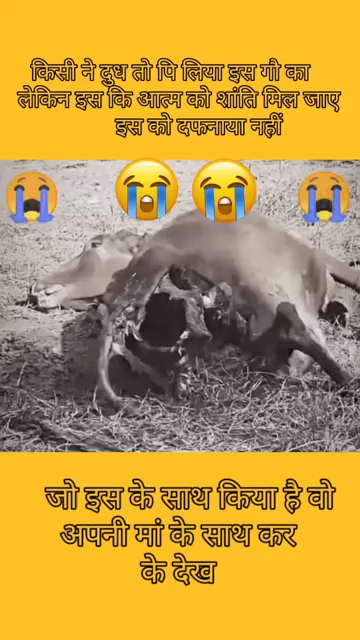 किसी ने दुध तो पि लिया इस गौ का
लेकिन इस कि आत्म को शांति मिल जाए
इस को दफनाया नहीं
जो इस के साथ किया है वो
अपनी मां के साथ कर
के देख